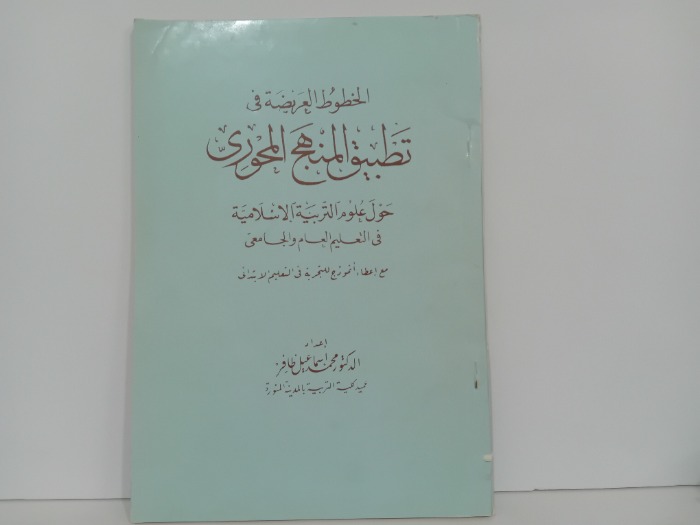 الخطوط العريضة في
تطبيق المنهج المحوري
حول علوم التربية الإسلامية
في التعليم العام والجامعي
مع إعطاء أنموذج للتجربة في التعليم الابتدائي
إعداد
الدكتور محمد إسماعيل ظافر
عميد كلية التربية بالمدينة المنورة